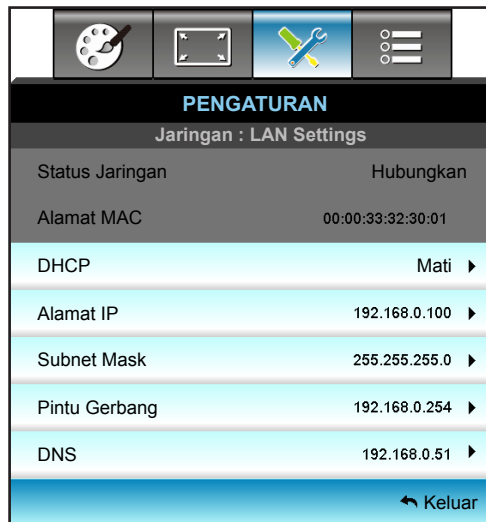 PENGATURAN
Jaringan : LAN Settings
Status Jaringan Hubungkan
Alamat MAC 00:00:33:32:30:01
DHCP Mati
Alamat IP 192.168.0.100
Subnet Mask 255.255.255.0
Pintu Gerbang 192.168.0.254
DNS 192.168.0.51
Keluar